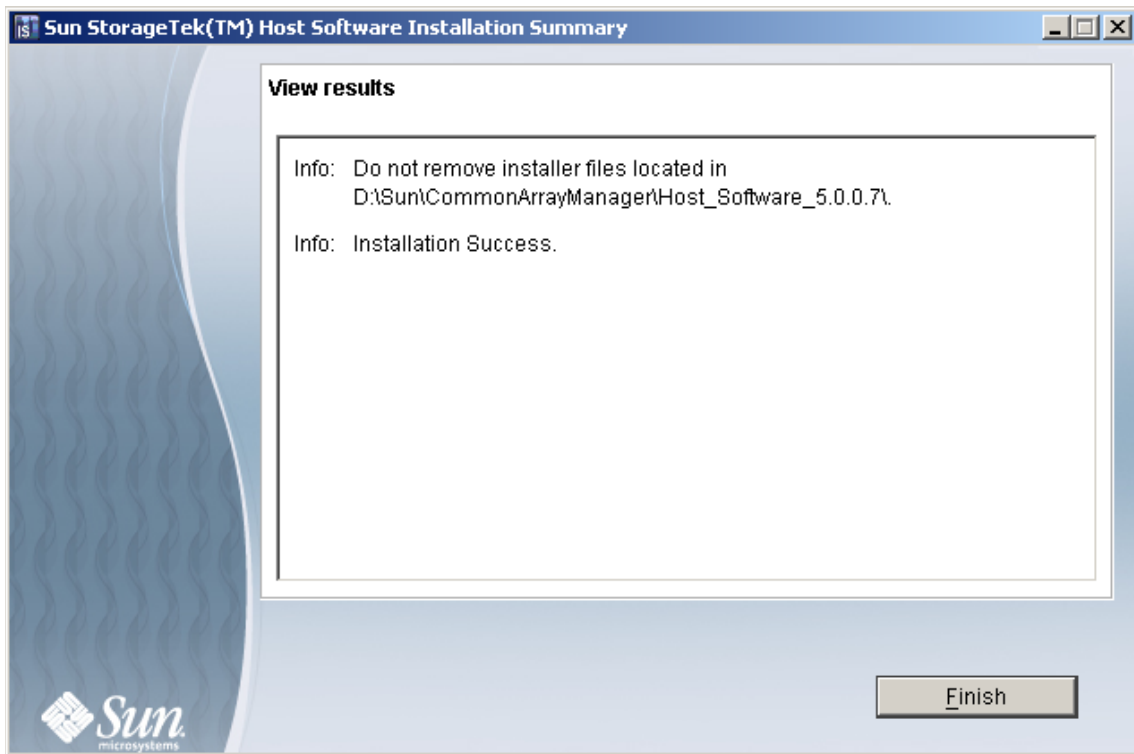 Sun StorageTek(TM) Host Software Installation Summary
View results
Info: Do not remove installer files located in
D:\Sun\CommonArrayManager\Host_Software_5.0.0.7\.
Info: Installation Success.
Finish
Sun
microsystems